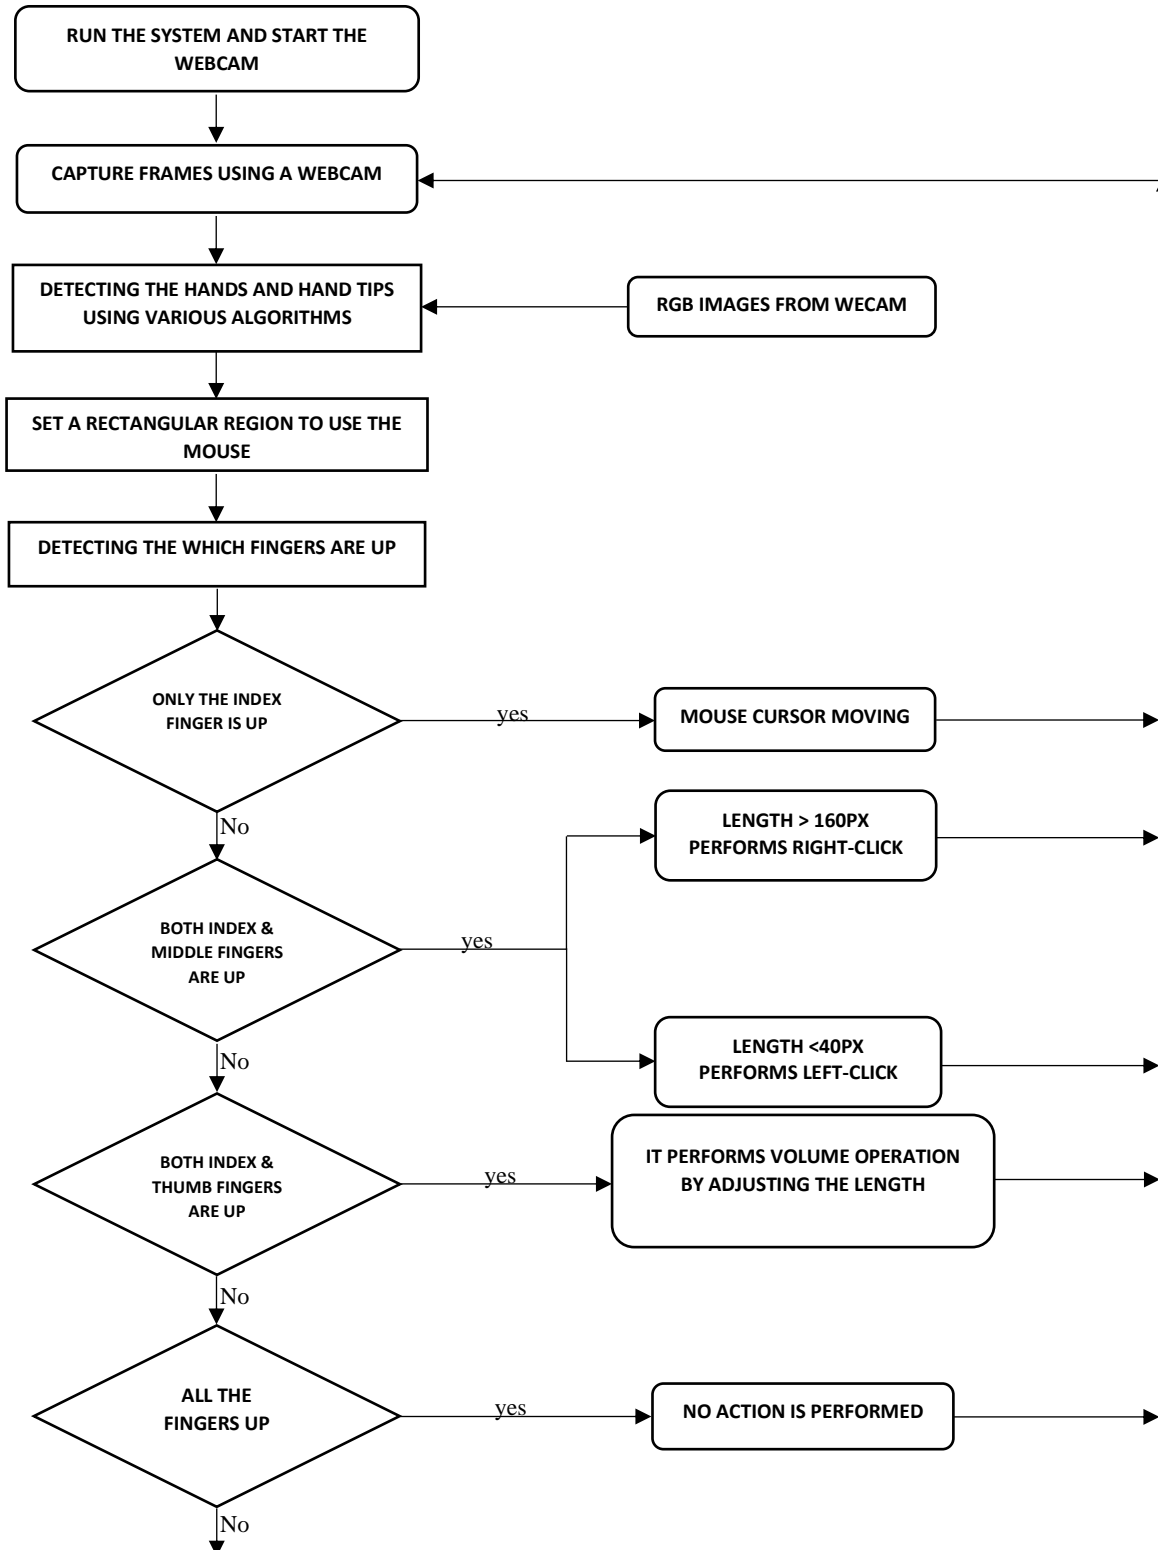 RUN THE SYSTEM AND START THE
WEBCAM
CAPTURE FRAMES USING A WEBCAM
DETECTING THE HANDS AND HAND TIPS
USING VARIOUS ALGORITHMS
RGB IMAGES FROM WECAM
SET A RECTANGULAR REGION TO USE THE
MOUSE
DETECTING THE WHICH FINGERS ARE UP
ONLY THE INDEX
FINGER IS UP
yes
MOUSE CURSOR MOVING
No
LENGTH > 160PX
PERFORMS RIGHT-CLICK
BOTH INDEX &
MIDDLE FINGERS
ARE UP
yes
LENGTH <40PX
PERFORMS LEFT-CLICK
No
BOTH INDEX &
THUMB FINGERS
ARE UP
yes
IT PERFORMS VOLUME OPERATION
BY ADJUSTING THE LENGTH
No
ALL THE
FINGERS UP
yes
NO ACTION IS PERFORMED
No